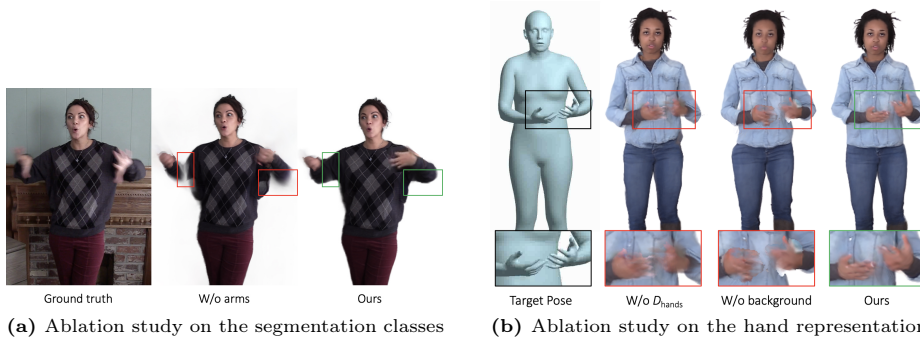 Ground truth
W/o arms
Ours
(a) Ablation study on the segmentation classes
Target Pose
W/o D_hands
W/o background
Ours
(b) Ablation study on the hand representation